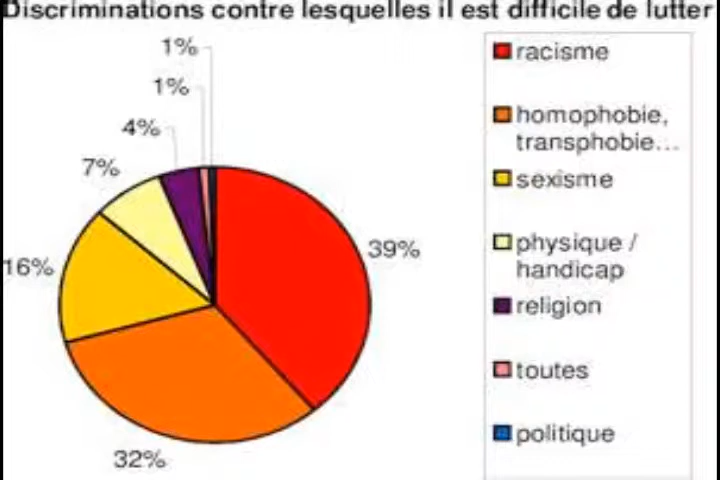 Discriminations contre lesquelles il est difficile de lutter
1%
1%
4%
7%
16%
39%
32%
racisme
homophobie,
transphobie...
sexisme
physique /
handicap
religion
toutes
politique